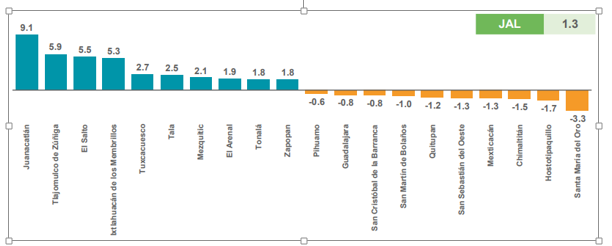 JAL 1.3
9.1
5.9
5.5
5.3
2.7
2.5
2.1
1.9
1.8
1.8
-0.6
-0.8
-0.8
-1.0
-1.2
-1.3
-1.3
-1.5
-1.7
-3.3
Juanacatlán
Tlajomulco de Zúñiga
El Salto
Ixtlahuacán de los Membrillos
Tuxcacuesco
Tala
Mezquitic
El Arenal
Tonalá
Zapopan
Pihuamo
Guadalajara
San Cristóbal de la Barranca
San Martín de Bolaños
Quitupan
San Sebastián del Oeste
Mexticacán
Chimaltitán
Hostotipaquillo
Santa María del Oro